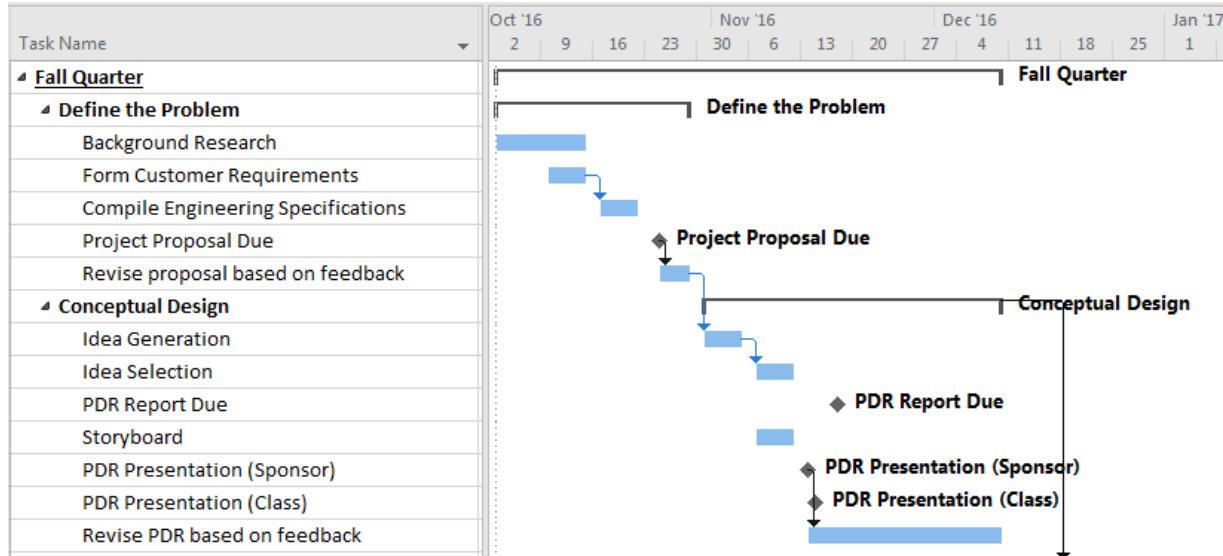 Oct '16 Nov '16 Dec '16 Jan '17
Task Name 2 9 16 23 30 6 13 20 27 4 11 18 25 1
Fall Quarter Fall Quarter
Define the Problem Define the Problem
Background Research
Form Customer Requirements
Compile Engineering Specifications
Project Proposal Due Project Proposal Due
Revise proposal based on feedback
Conceptual Design Conceptual Design
Idea Generation
Idea Selection
PDR Report Due PDR Report Due
Storyboard
PDR Presentation (Sponsor) PDR Presentation (Sponsor)
PDR Presentation (Class) PDR Presentation (Class)
Revise PDR based on feedback